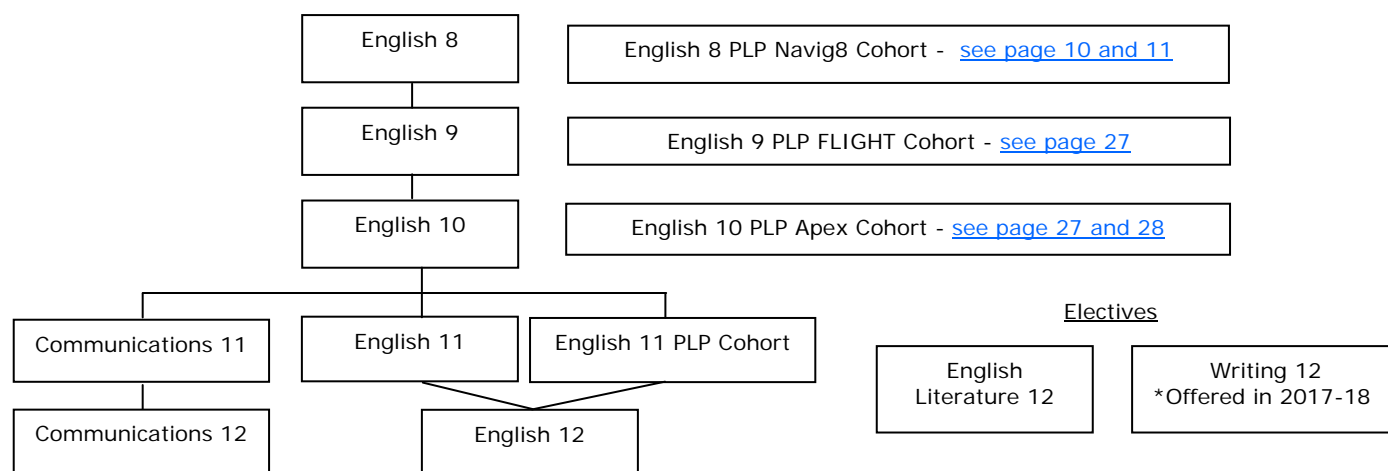 English 8
English 8 PLP Navig8 Cohort - see page 10 and 11
English 9
English 9 PLP FLIGHT Cohort - see page 27
English 10
English 10 PLP Apex Cohort - see page 27 and 28
Electives
Communications 11
English 11
English 11 PLP Cohort
English
Literature 12
Writing 12
*Offered in 2017-18
Communications 12
English 12